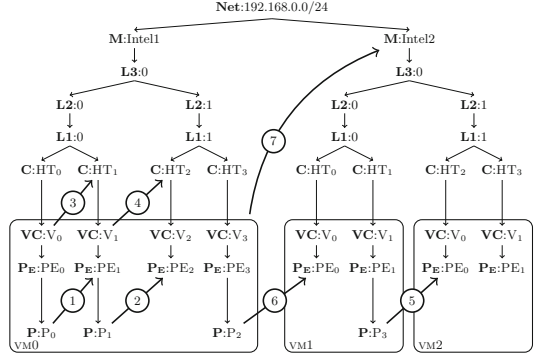 Net:192.168.0.0/24
M:Intel1 M:Intel2
L3:0 L3:0
L2:0 L2:1 L2:0 L2:1
L1:0 L1:1 L1:0 L1:1
7
C:HT0 C:HT1 C:HT2 C:HT3 C:HT0 C:HT1 C:HT2 C:HT3
3 4
VC:V0 VC:V1 VC:V2 VC:V3 VC:V0 VC:V1 VC:V0 VC:V1
PE:PE0 PE:PE1 PE:PE2 PE:PE3 PE:PE0 PE:PE1 PE:PE0 PE:PE1
1 2 6 5
P:P0 P:P1 P:P2 P:P3
VM0 VM1 VM2